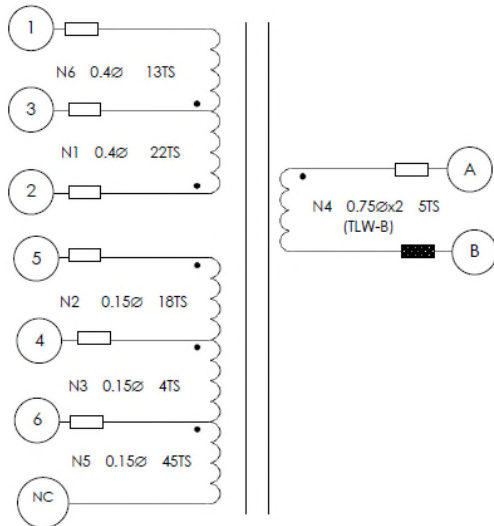 1
N6 0.4Ø 13TS
3
N1 0.4Ø 22TS
2
A
N4 0.75Øx2 5TS
(TLW-B)
B
5
N2 0.15Ø 18TS
4
N3 0.15Ø 4TS
6
N5 0.15Ø 45TS
NC